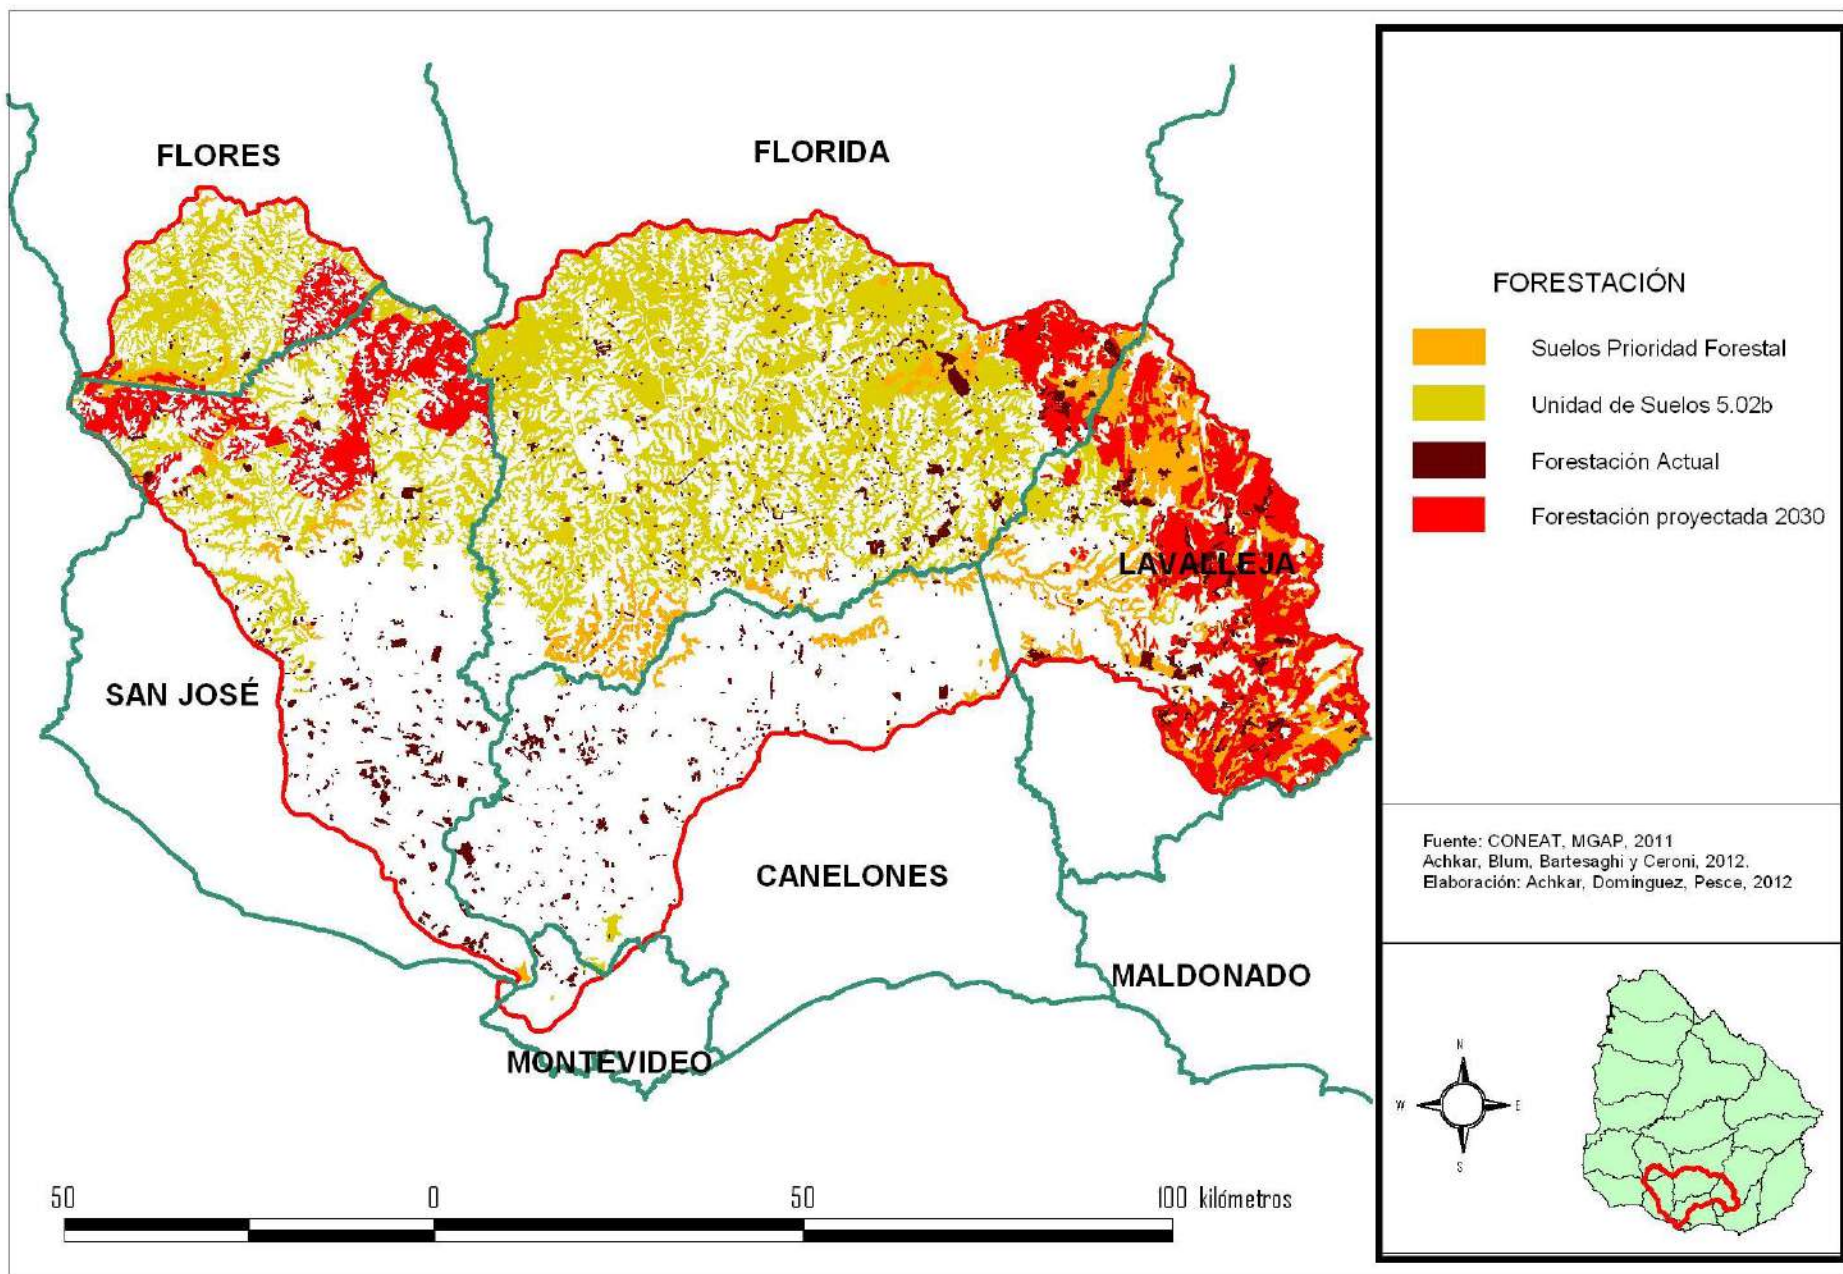 FLORES
FLORIDA
SAN JOSÉ
LAVALLEJA
CANELONES
MALDONADO
MONTEVIDEO
50 0 50 100 kilómetros
FORESTACIÓN
Suelos Prioridad Forestal
Unidad de Suelos 5.02b
Forestación Actual
Forestación proyectada 2030
Fuente: CONEAT, MGAP, 2011
Achkar, Blum, Bartesaghi y Ceroni, 2012.
Elaboración: Achkar, Domínguez, Pesce, 2012
N
W E
S